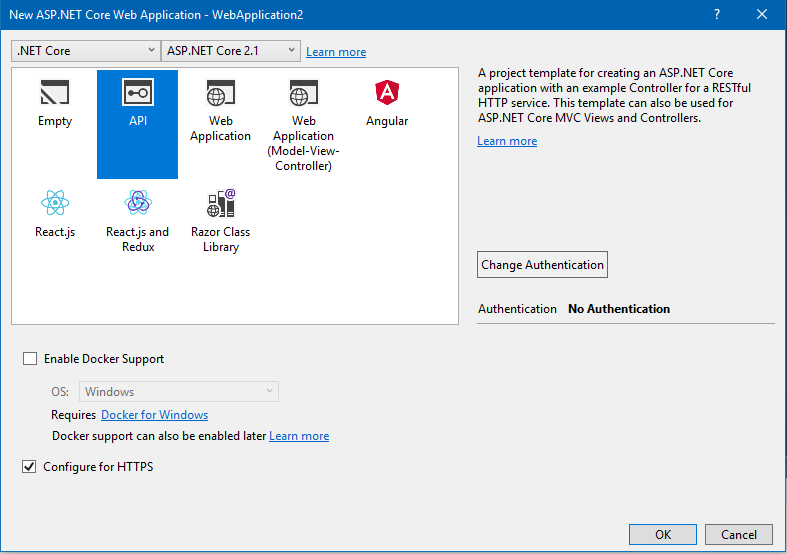 New ASP.NET Core Web Application - WebApplication2
?
.NET Core
ASP.NET Core 2.1
Learn more
Empty
API
Web
Application
Web
Application
(Model-View-
Controller)
Angular
React.js
React.js and
Redux
Razor Class
Library
A project template for creating an ASP.NET Core
application with an example Controller for a RESTful
HTTP service. This template can also be used for
ASP.NET Core MVC Views and Controllers.
Learn more
Change Authentication
Authentication No Authentication
Enable Docker Support
OS: Windows
Requires Docker for Windows
Docker support can also be enabled later Learn more
Configure for HTTPS
OK
Cancel